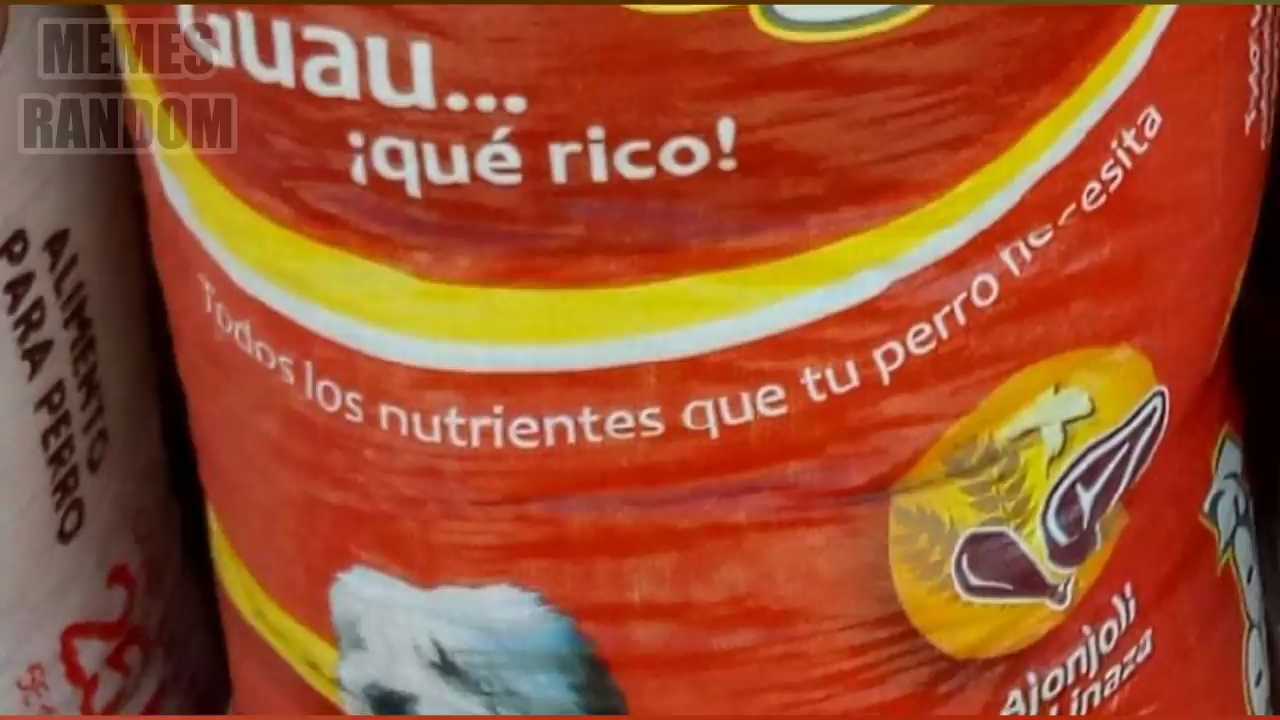 MEMES
RANDOM
Guau...
¡qué rico!
Todos los nutrientes que tu perro necesita
ALIMENTO
PARA PERRO
Ajonjolí
Linaza